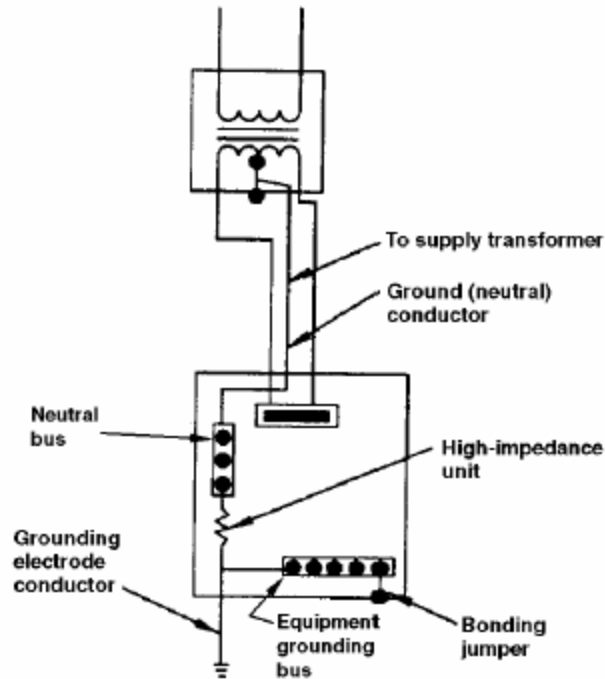 To supply transformer
Ground (neutral)
conductor
Neutral
bus
High-impedance
unit
Grounding
electrode
conductor
Equipment
grounding
bus
Bonding
jumper